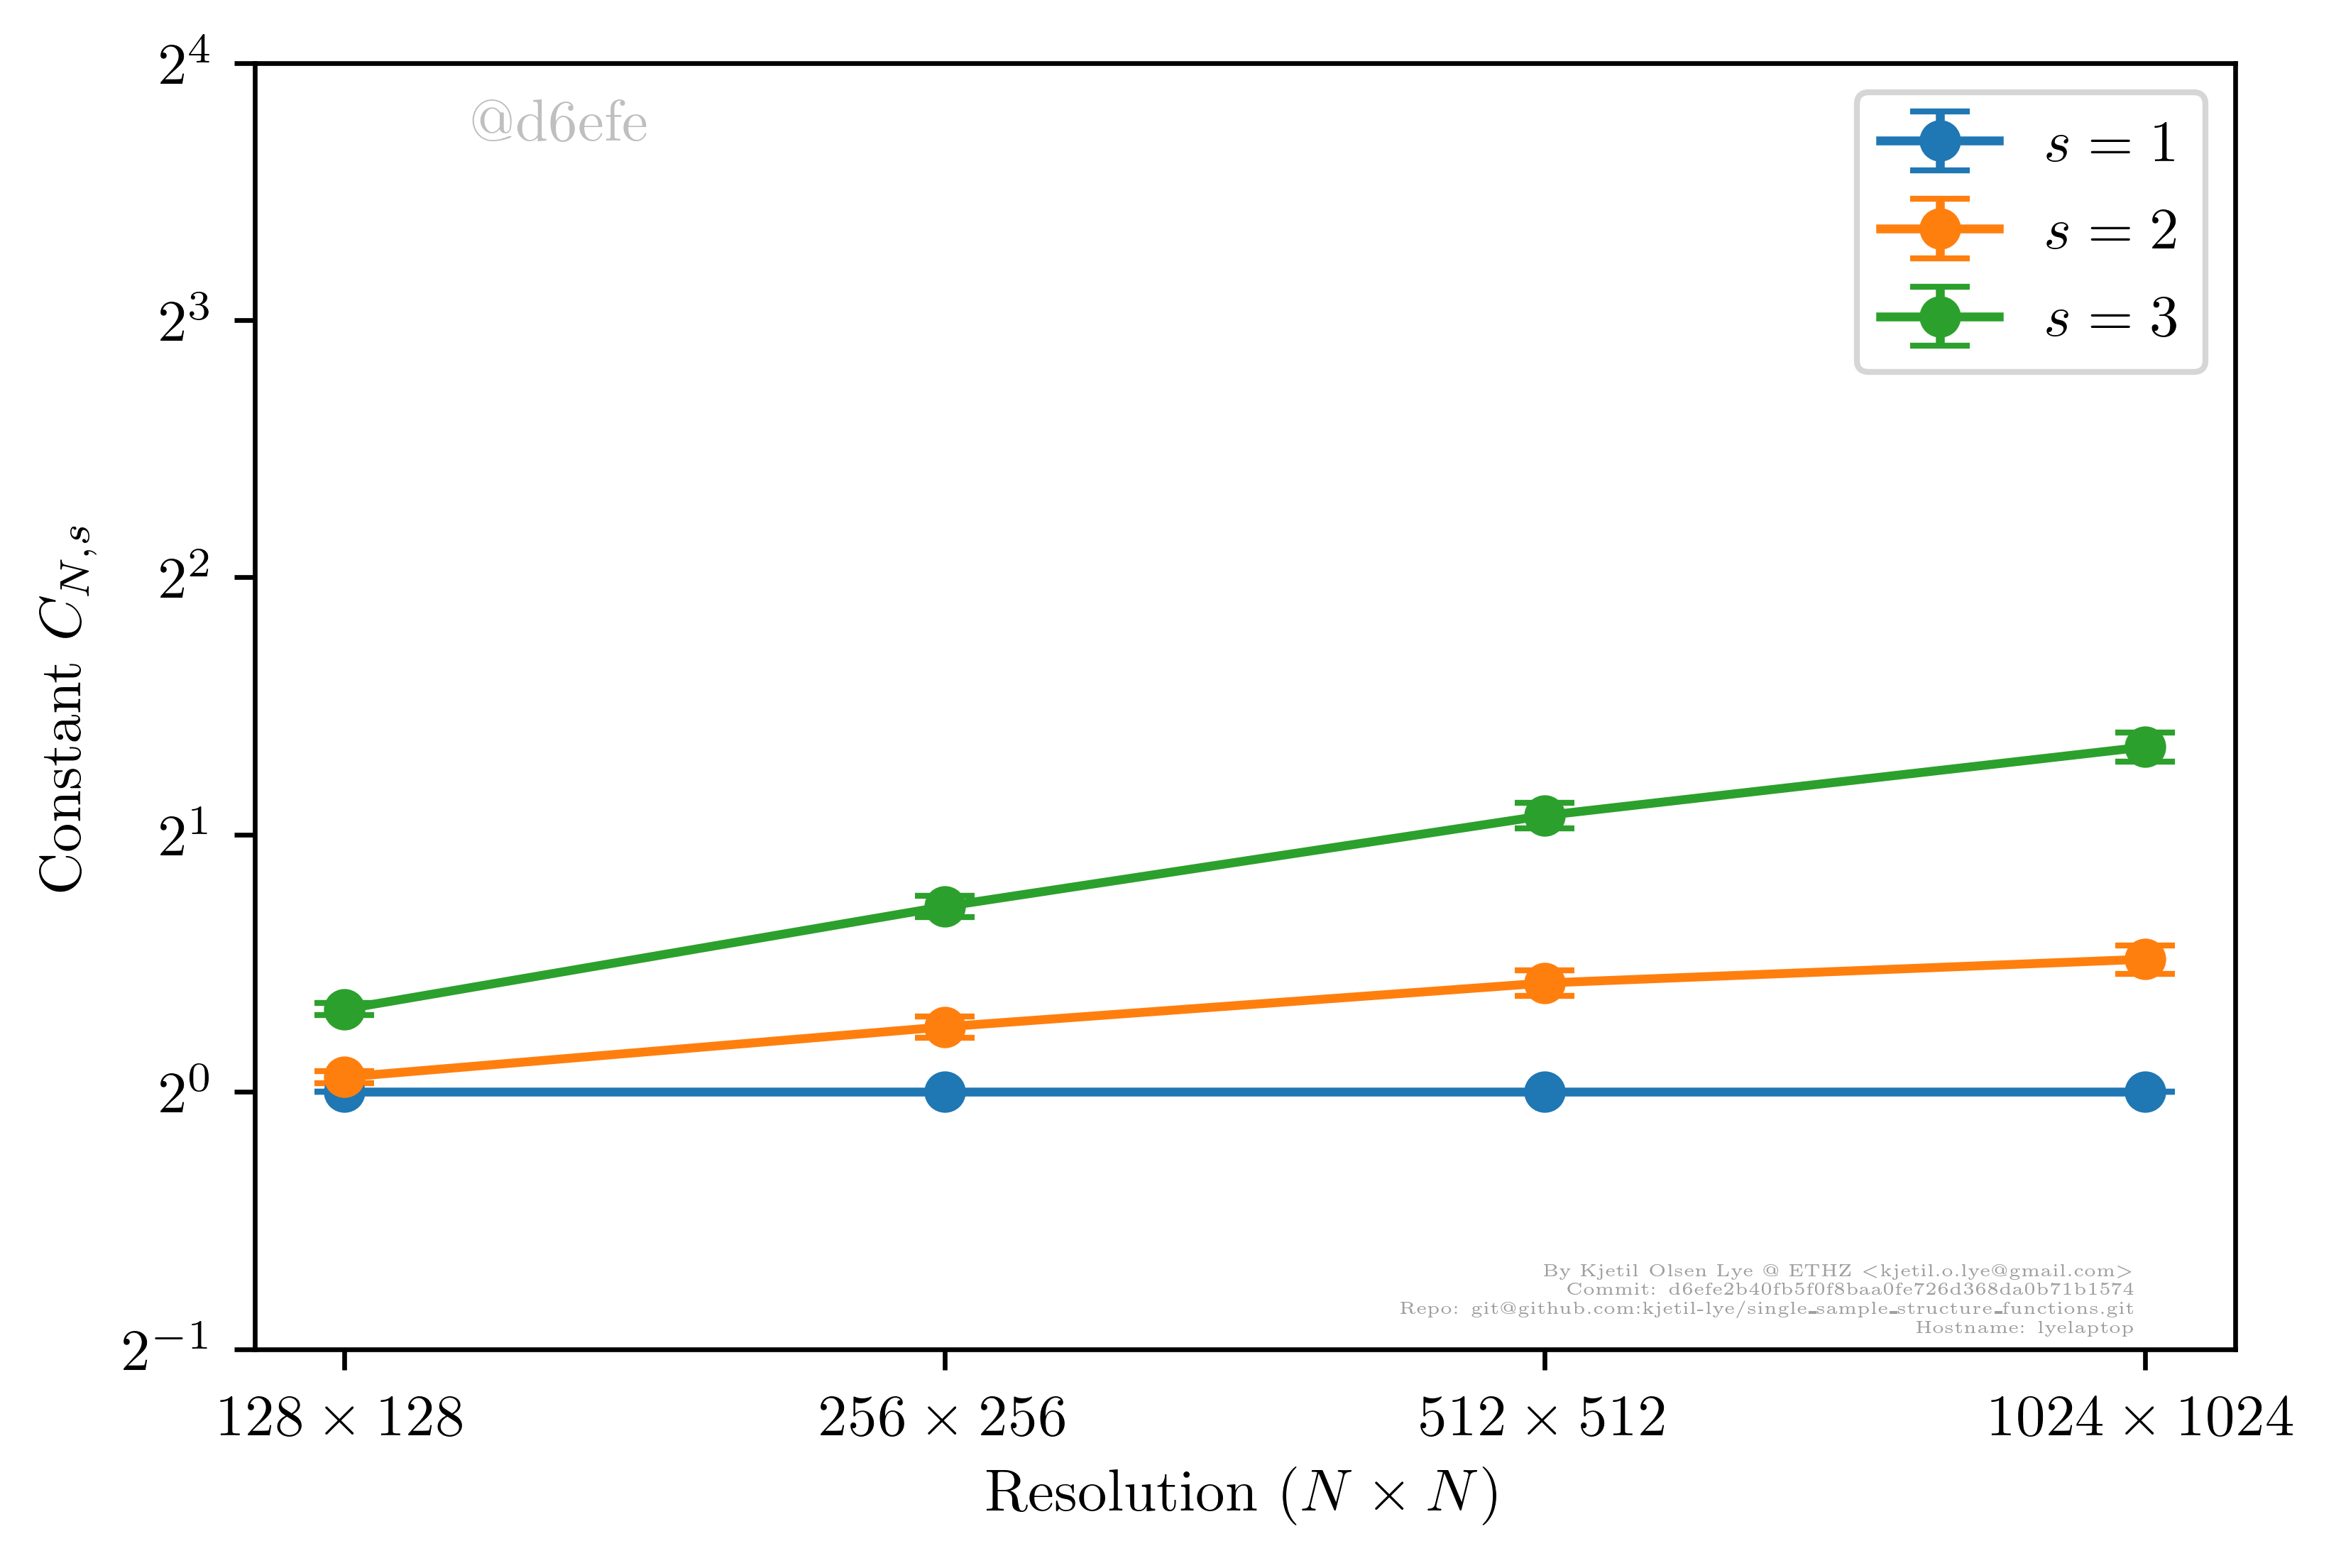 2^4
@d6efe
s = 1
s = 2
2^3
s = 3
2^2
Constant C_{N,s}
2^1
2^0
By Kjetil Olsen Lye @ ETHZ <kjetil.o.lye@gmail.com>
Commit: d6efe2b40fb5f0f8baa0fe726d368da0b71b1574
Repo: git@github.com:kjetil-lye/single_sample_structure_functions.git
Hostname: lyelaptop
2^{-1}
128 × 128 256 × 256 512 × 512 1024 × 1024
Resolution (N × N)